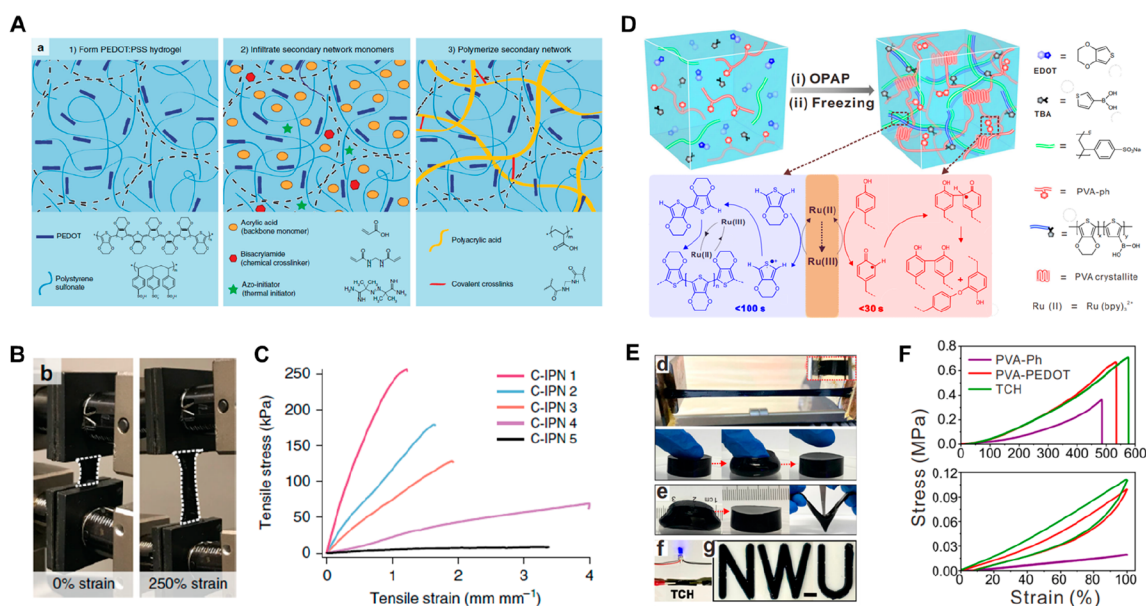 A
a
1) Form PEDOT:PSS hydrogel
2) Infiltrate secondary network monomers
3) Polymerize secondary network
PEDOT
Polystyrene
sulfonate
Acrylic acid
(backbone monomer)
Bisacrylamide
(chemical crosslinker)
Azo-initiator
(thermal initiator)
Polyacrylic acid
Covalent crosslinks
B
b
0% strain
250% strain
C
Tensile stress (kPa)
250
200
150
100
50
0
0
1
2
3
4
Tensile strain (mm mm⁻¹)
C-IPN 1
C-IPN 2
C-IPN 3
C-IPN 4
C-IPN 5
D
(i) OPAP
(ii) Freezing
Ru(III)
Ru(II)
<100 s
Ru(II)
Ru(III)
<30 s
EDOT =
TBA =
=
= PVA-ph
=
= PVA crystallite
Ru (II) = Ru(bpy)₃²⁺
E
d
e
f
TCH
g
NW_U
F
PVA-Ph
PVA-PEDOT
TCH
Stress (MPa)
0.8
0.6
0.4
0.2
0.0
0 100 200 300 400 500 600
0.12
0.09
0.06
0.03
0.00
0 20 40 60 80 100
Strain (%)